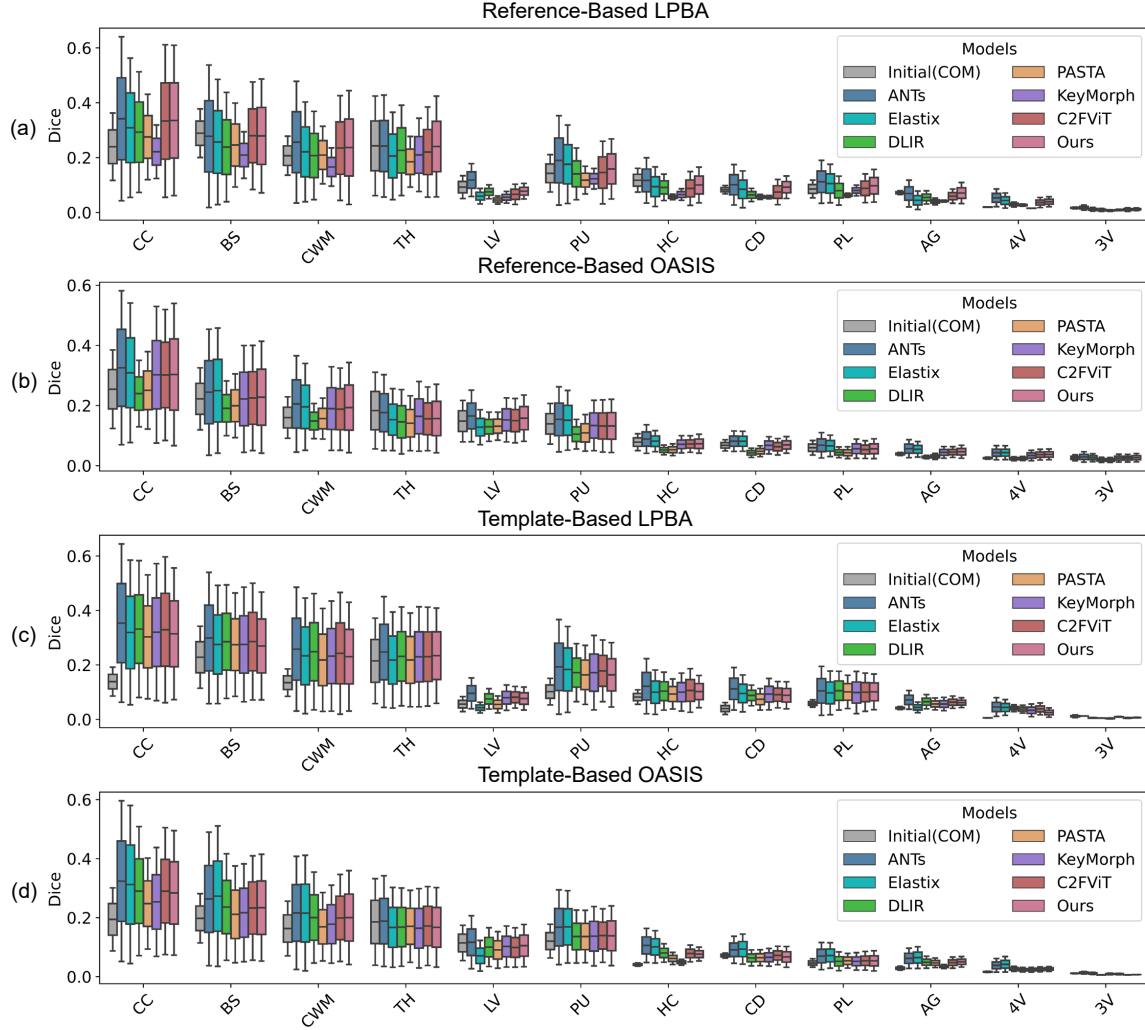 Reference-Based LPBA
(a)
Dice
0.6
0.4
0.2
0.0
Models
Initial(COM) PASTA
ANTs KeyMorph
Elastix C2FViT
DLIR Ours
CC BS CWM TH LV PU HC CD PL AG 4V 3V
Reference-Based OASIS
(b)
Dice
0.6
0.4
0.2
0.0
Models
Initial(COM) PASTA
ANTs KeyMorph
Elastix C2FViT
DLIR Ours
CC BS CWM TH LV PU HC CD PL AG 4V 3V
Template-Based LPBA
(c)
Dice
0.6
0.4
0.2
0.0
Models
Initial(COM) PASTA
ANTs KeyMorph
Elastix C2FViT
DLIR Ours
CC BS CWM TH LV PU HC CD PL AG 4V 3V
Template-Based OASIS
(d)
Dice
0.6
0.4
0.2
0.0
Models
Initial(COM) PASTA
ANTs KeyMorph
Elastix C2FViT
DLIR Ours
CC BS CWM TH LV PU HC CD PL AG 4V 3V